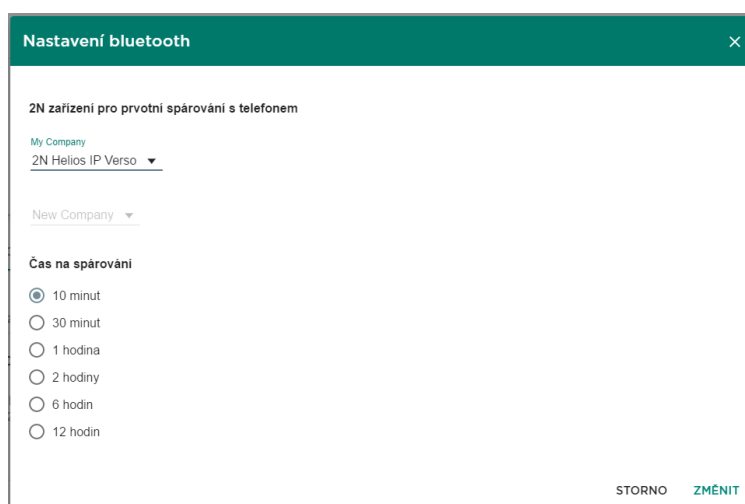 Nastavení bluetooth
2N zařízení pro prvotní spárování s telefonem
My Company
2N Helios IP Verso
New Company
Čas na spárování
10 minut
30 minut
1 hodina
2 hodiny
6 hodin
12 hodin
STORNO ZMĚNIT